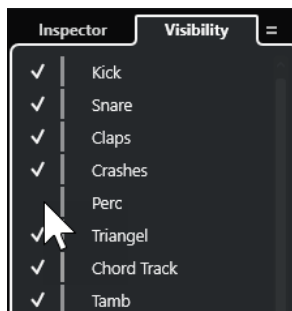 Inspector Visibility
Kick
Snare
Claps
Crashes
Perc
Triangel
Chord Track
Tamb